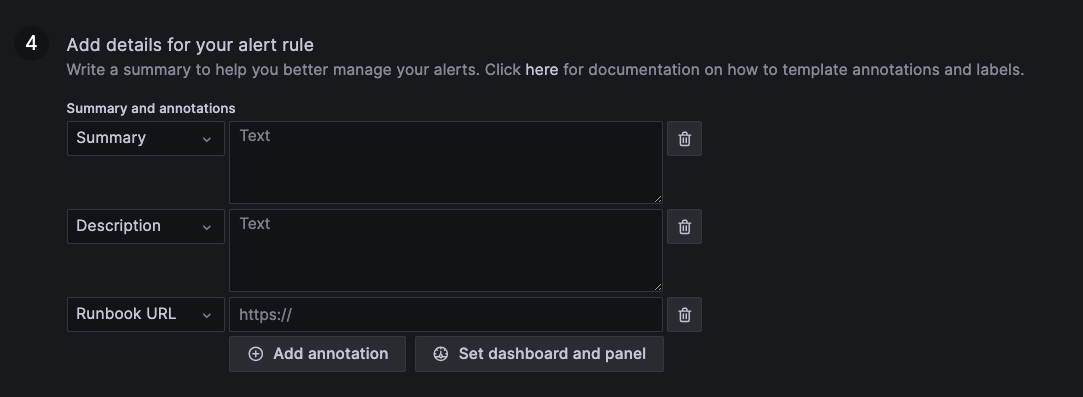 4
Add details for your alert rule
Write a summary to help you better manage your alerts. Click here for documentation on how to template annotations and labels.
Summary and annotations
Summary Text
Description Text
Runbook URL https://
Add annotation Set dashboard and panel